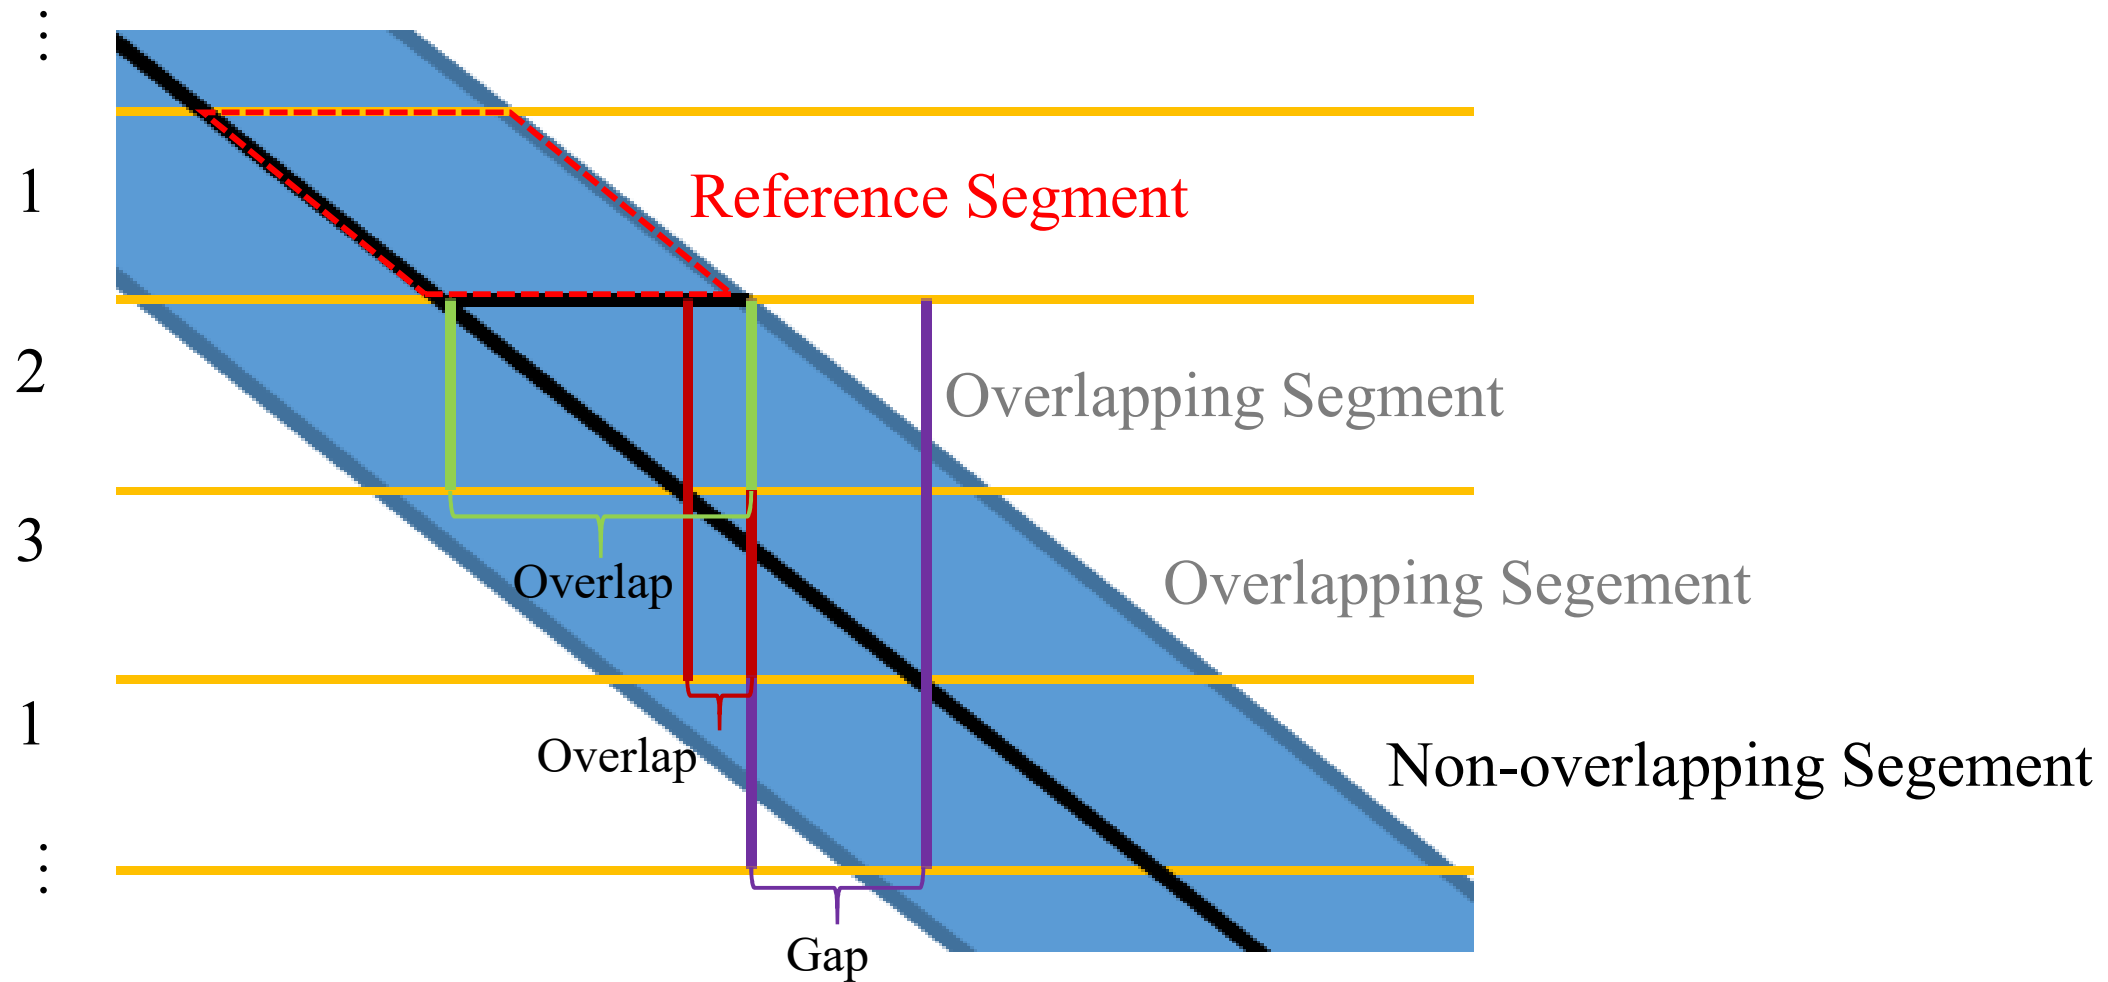 ⋮
1
Reference Segment
2
Overlapping Segment
3
Overlap
Overlapping Segement
1
Overlap
Non-overlapping Segement
⋮
Gap